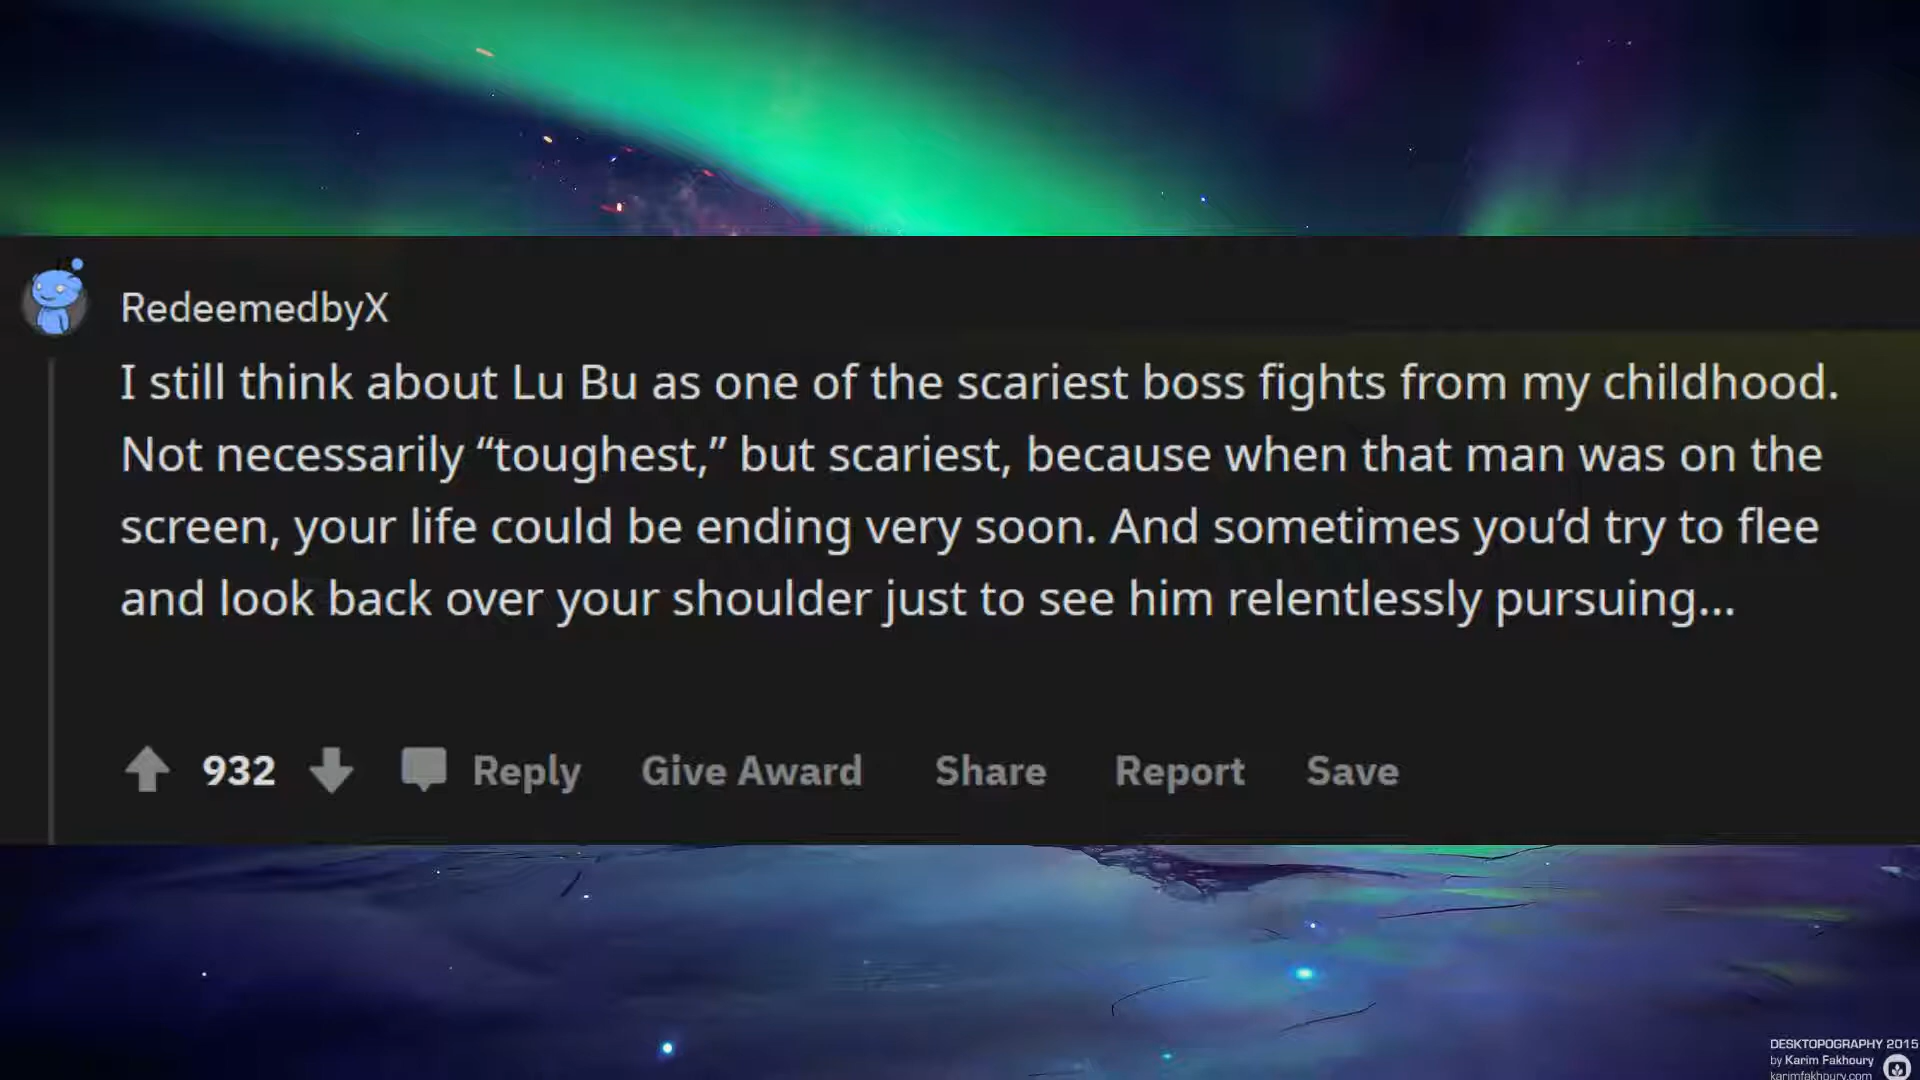 RedeemedbyX
I still think about Lu Bu as one of the scariest boss fights from my childhood.
Not necessarily “toughest,” but scariest, because when that man was on the
screen, your life could be ending very soon. And sometimes you’d try to flee
and look back over your shoulder just to see him relentlessly pursuing...
932 Reply Give Award Share Report Save
DESKTOPOGRAPHY 2015
by Karim Fakhoury
karimfakhoury.com